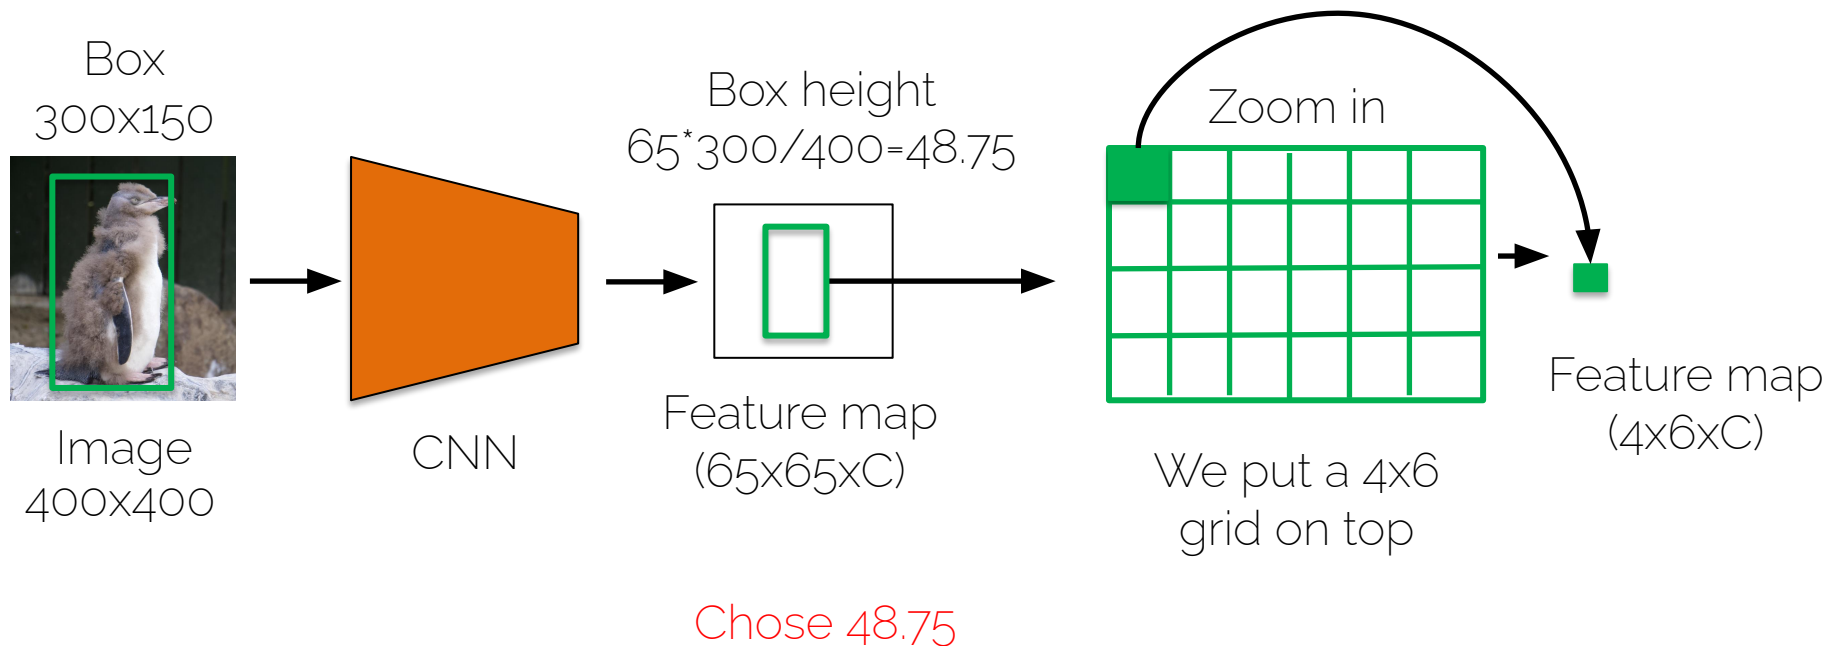 Box
300x150
Image
400x400
CNN
Box height
65*300/400=48.75
Feature map
(65x65xC)
Zoom in
We put a 4x6
grid on top
Feature map
(4x6xC)
Chose 48.75